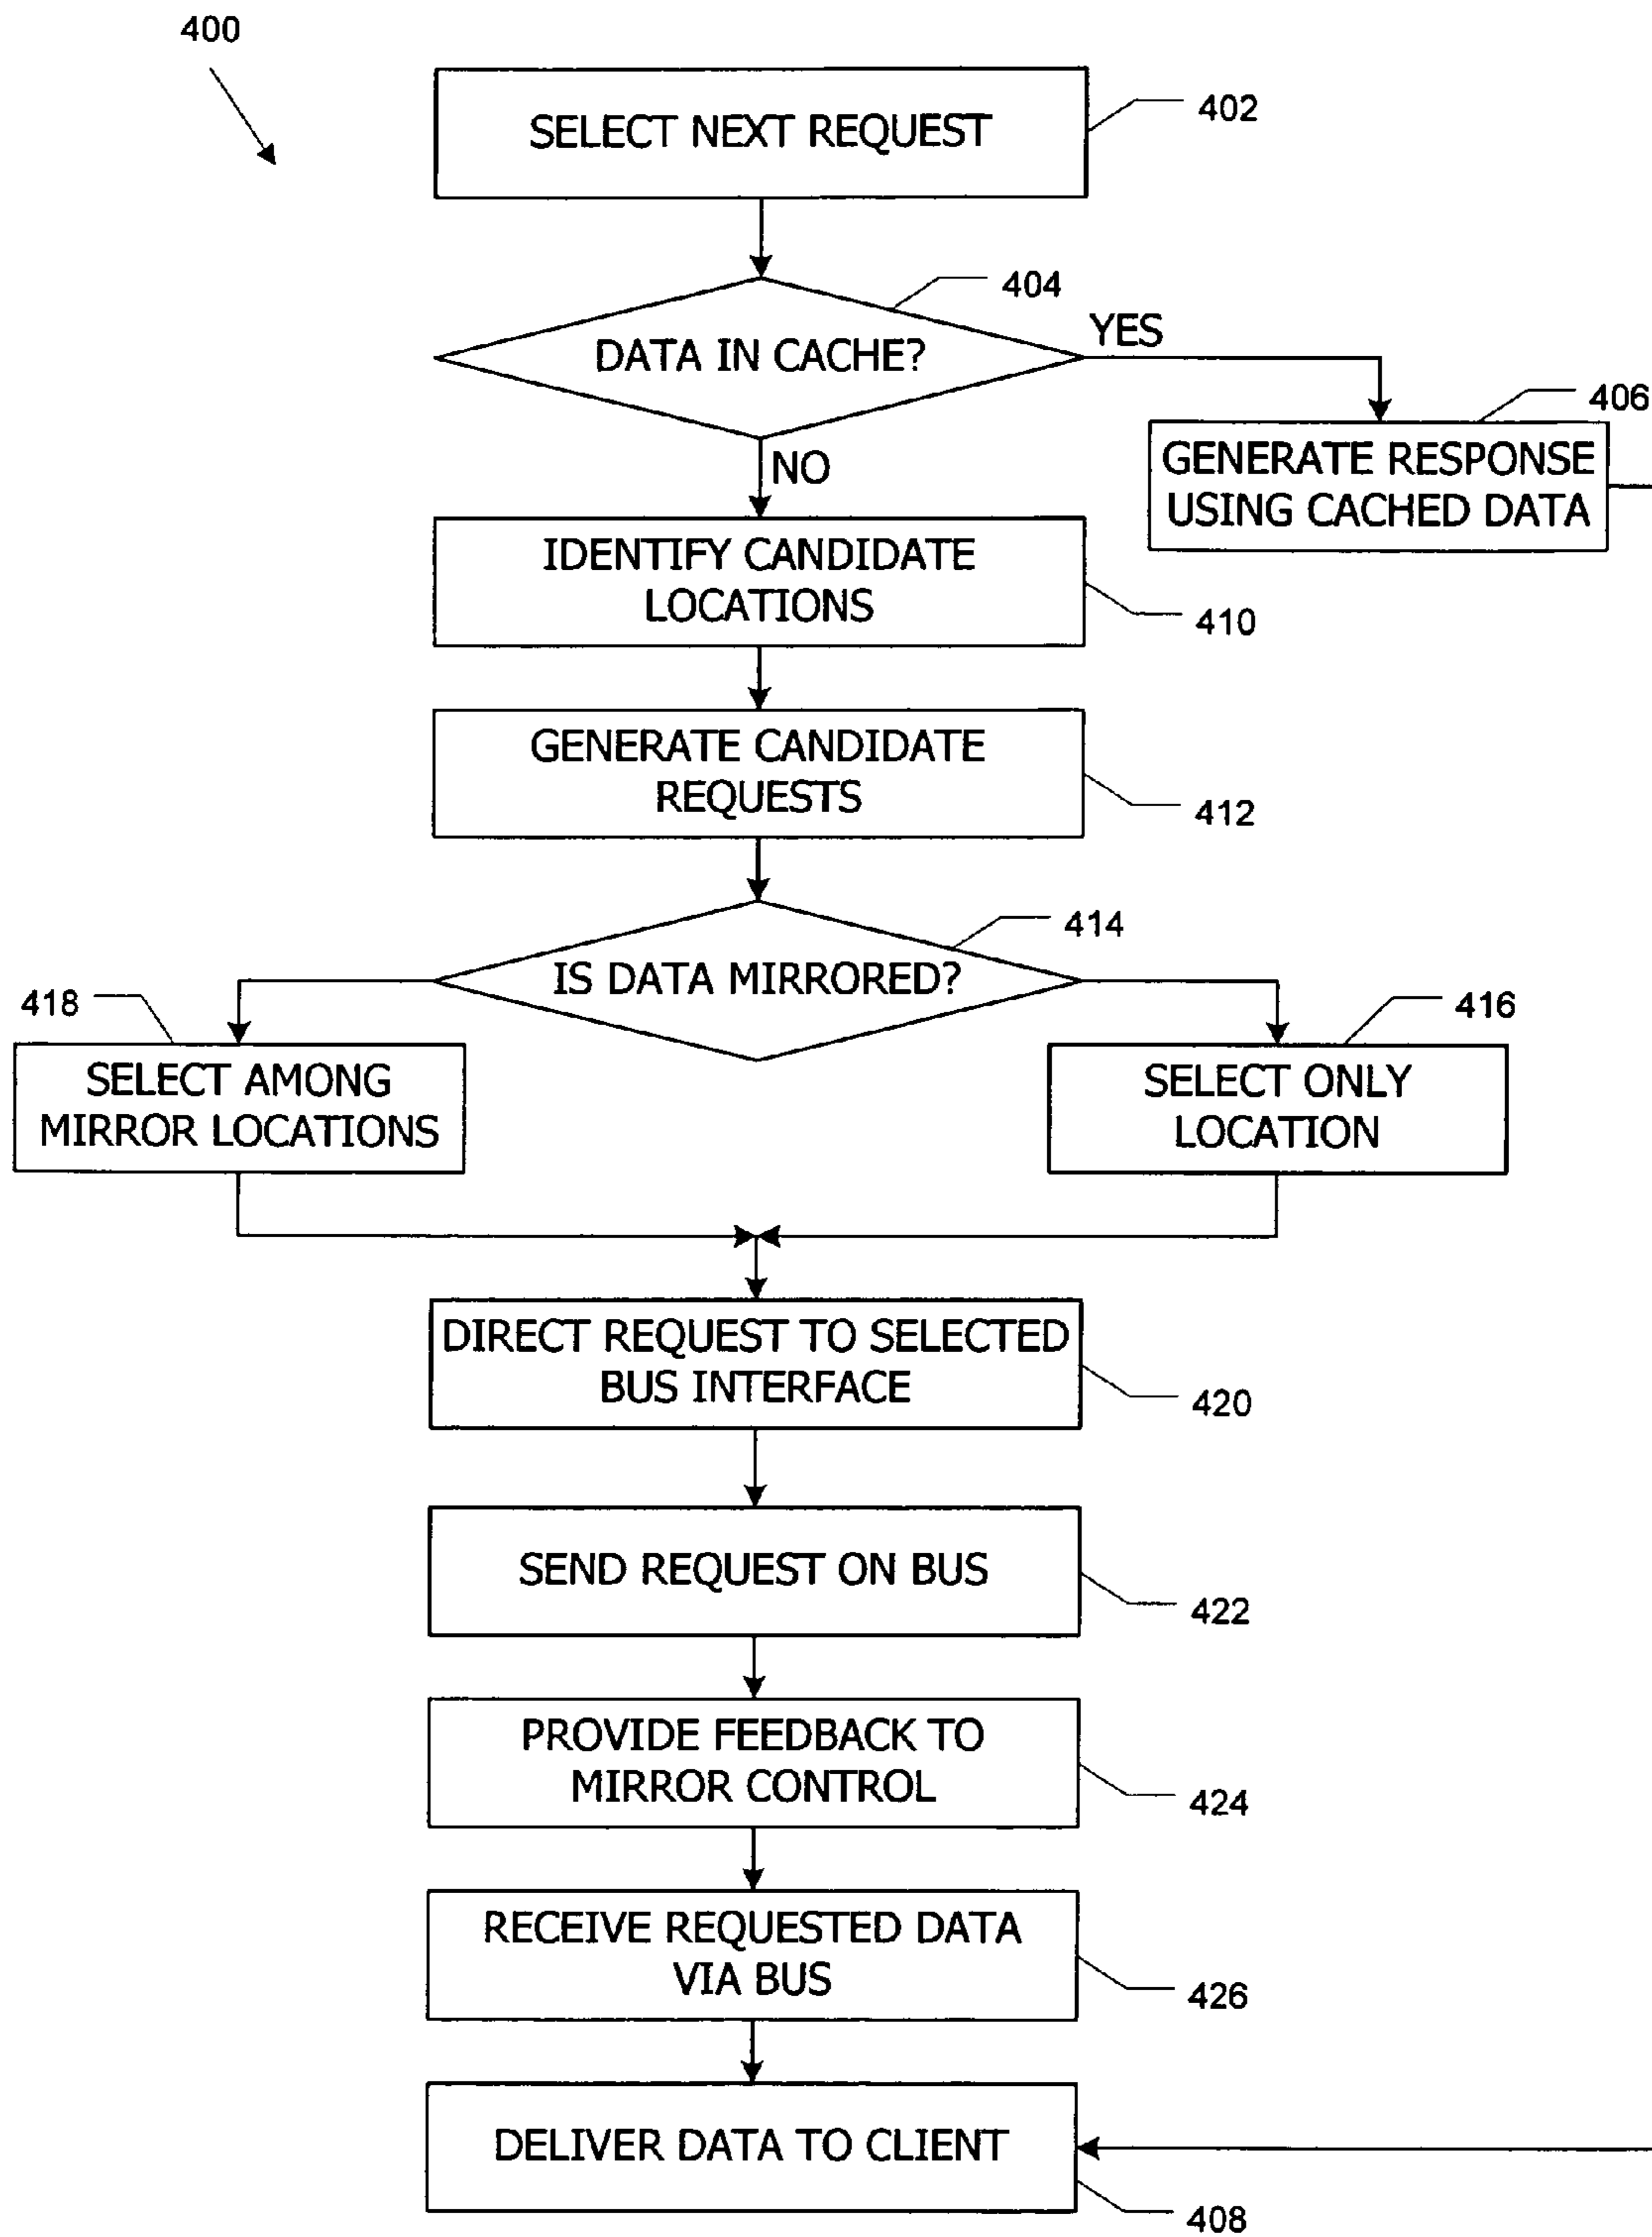 400
SELECT NEXT REQUEST
402
404
DATA IN CACHE?
YES
406
GENERATE RESPONSE
USING CACHED DATA
NO
IDENTIFY CANDIDATE
LOCATIONS
410
GENERATE CANDIDATE
REQUESTS
412
414
IS DATA MIRRORED?
418
416
SELECT AMONG
MIRROR LOCATIONS
SELECT ONLY
LOCATION
DIRECT REQUEST TO SELECTED
BUS INTERFACE
420
SEND REQUEST ON BUS
422
PROVIDE FEEDBACK TO
MIRROR CONTROL
424
RECEIVE REQUESTED DATA
VIA BUS
426
DELIVER DATA TO CLIENT
408